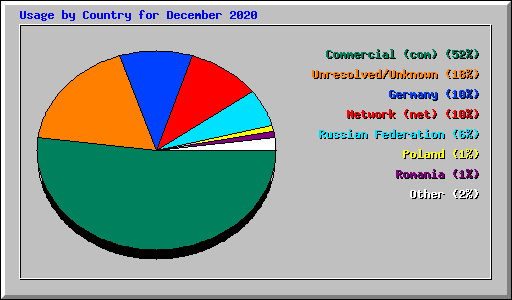 Usage by Country for December 2020
Commercial (com) (52%)
Unresolved/Unknown (18%)
Germany (10%)
Network (net) (10%)
Russian Federation (6%)
Poland (1%)
Romania (1%)
Other (2%)